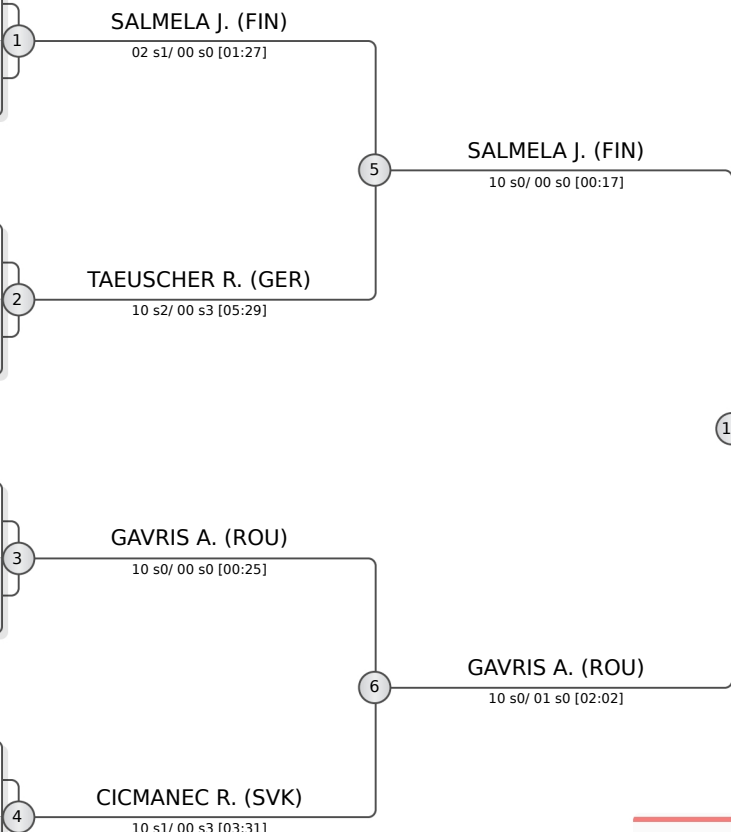 SALMELA J. (FIN)
1
02 s1/ 00 s0 [01:27]
SALMELA J. (FIN)
5
10 s0/ 00 s0 [00:17]
TAEUSCHER R. (GER)
2
10 s2/ 00 s3 [05:29]
1
GAVRIS A. (ROU)
3
10 s0/ 00 s0 [00:25]
GAVRIS A. (ROU)
6
10 s0/ 01 s0 [02:02]
CICMANEC R. (SVK)
4
10 s1/ 00 s3 [03:31]